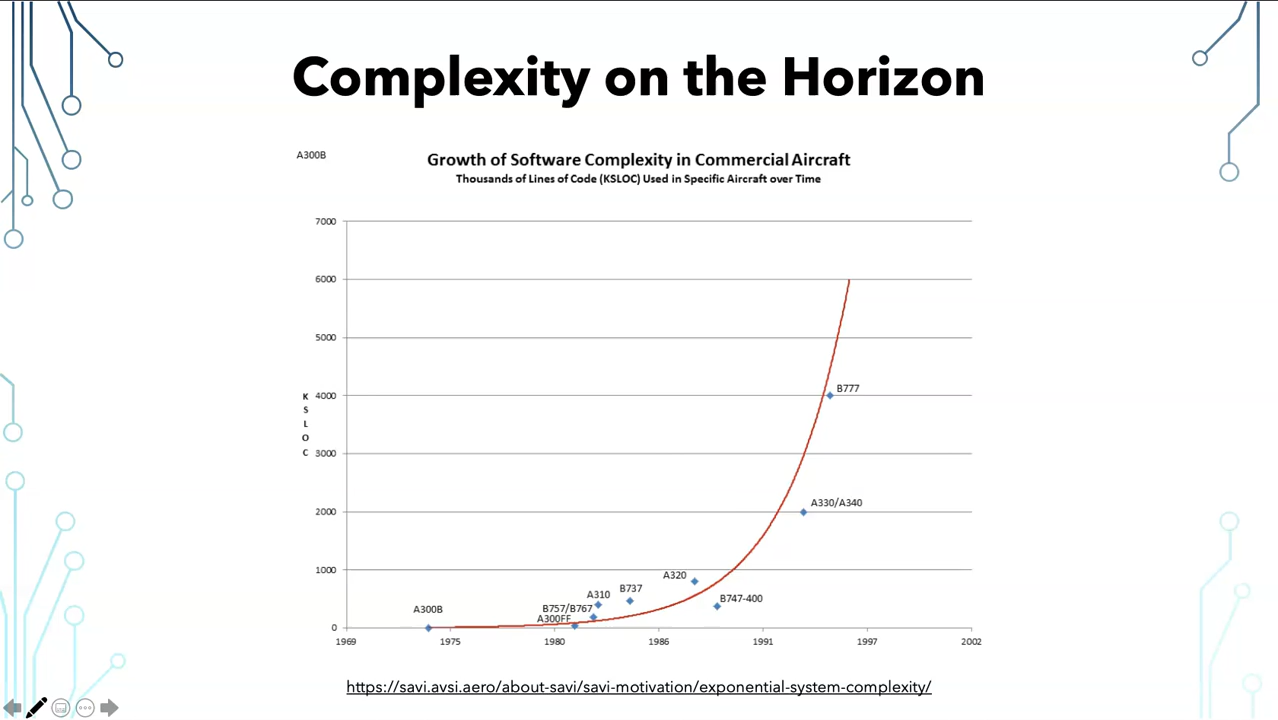 Complexity on the Horizon
A300B
Growth of Software Complexity in Commercial Aircraft
Thousands of Lines of Code (KSLOC) Used in Specific Aircraft over Time
7000
6000
5000
4000
3000
2000
1000
0
K
S
L
O
C
B777
A330/A340
A320
B747-400
B737
A310
B757/B767
A300FF
A300B
1969
1975
1980
1986
1991
1997
2002
https://savi.avsi.aero/about-savi/savi-motivation/exponential-system-complexity/